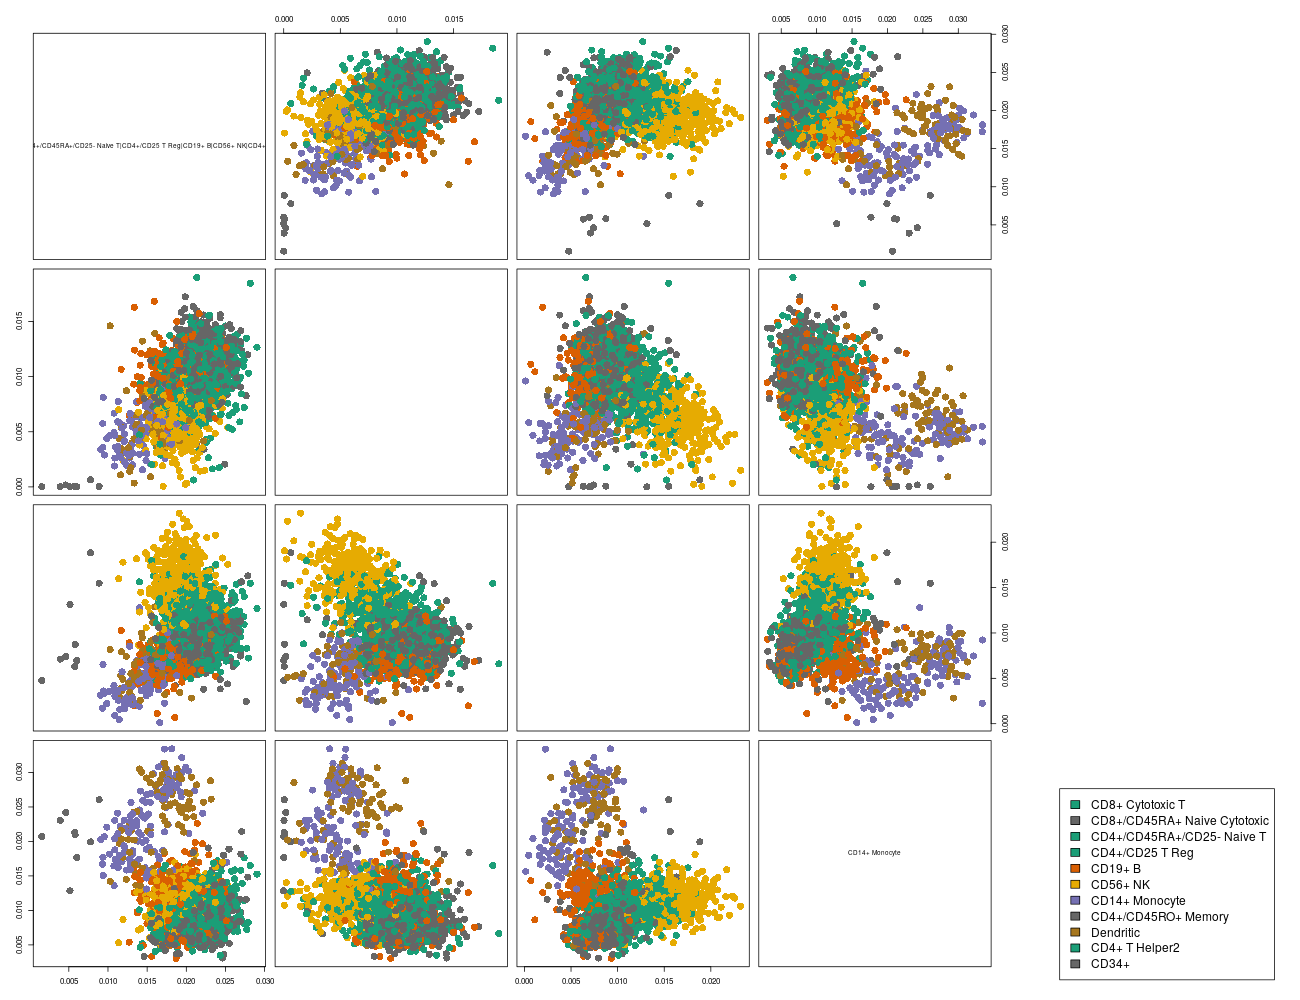 0.000 0.005 0.010 0.015
0.005 0.010 0.015 0.020 0.025 0.030
4+/CD45RA+/CD25- Naive T|CD4+/CD25 T Reg|CD19+ B|CD56+ NK|CD4+
0.005 0.010 0.015 0.020 0.025 0.030
0.000 0.005 0.010 0.015
0.000 0.005 0.010 0.015 0.020
CD14+ Monocyte
0.005 0.010 0.015 0.020 0.025 0.030
0.005 0.010 0.015 0.020 0.025 0.030
0.000 0.005 0.010 0.015 0.020
CD8+ Cytotoxic T
CD8+/CD45RA+ Naive Cytotoxic
CD4+/CD45RA+/CD25- Naive T
CD4+/CD25 T Reg
CD19+ B
CD56+ NK
CD14+ Monocyte
CD4+/CD45RO+ Memory
Dendritic
CD4+ T Helper2
CD34+